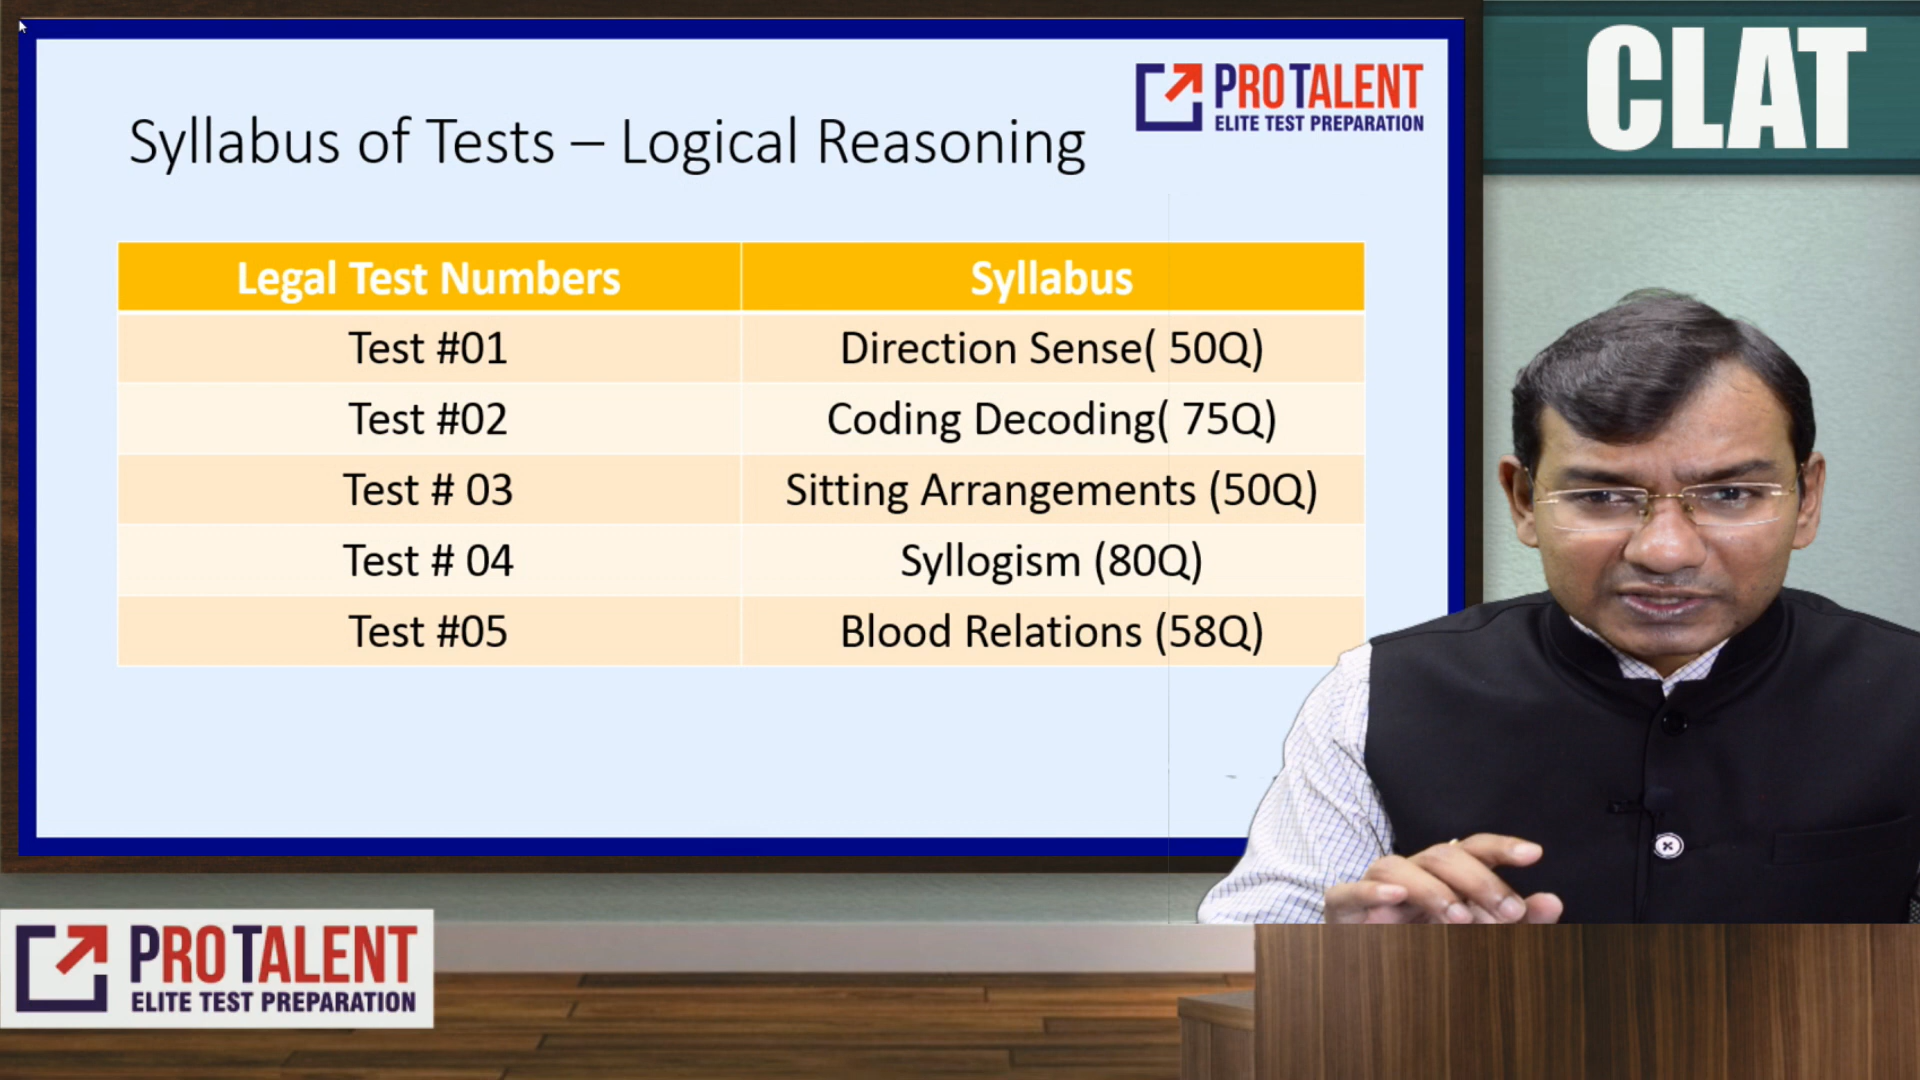 CLAT
PROTALENT
ELITE TEST PREPARATION
Syllabus of Tests – Logical Reasoning
Legal Test Numbers Syllabus
Test #01 Direction Sense( 50Q)
Test #02 Coding Decoding( 75Q)
Test # 03 Sitting Arrangements (50Q)
Test # 04 Syllogism (80Q)
Test #05 Blood Relations (58Q)
PROTALENT
ELITE TEST PREPARATION